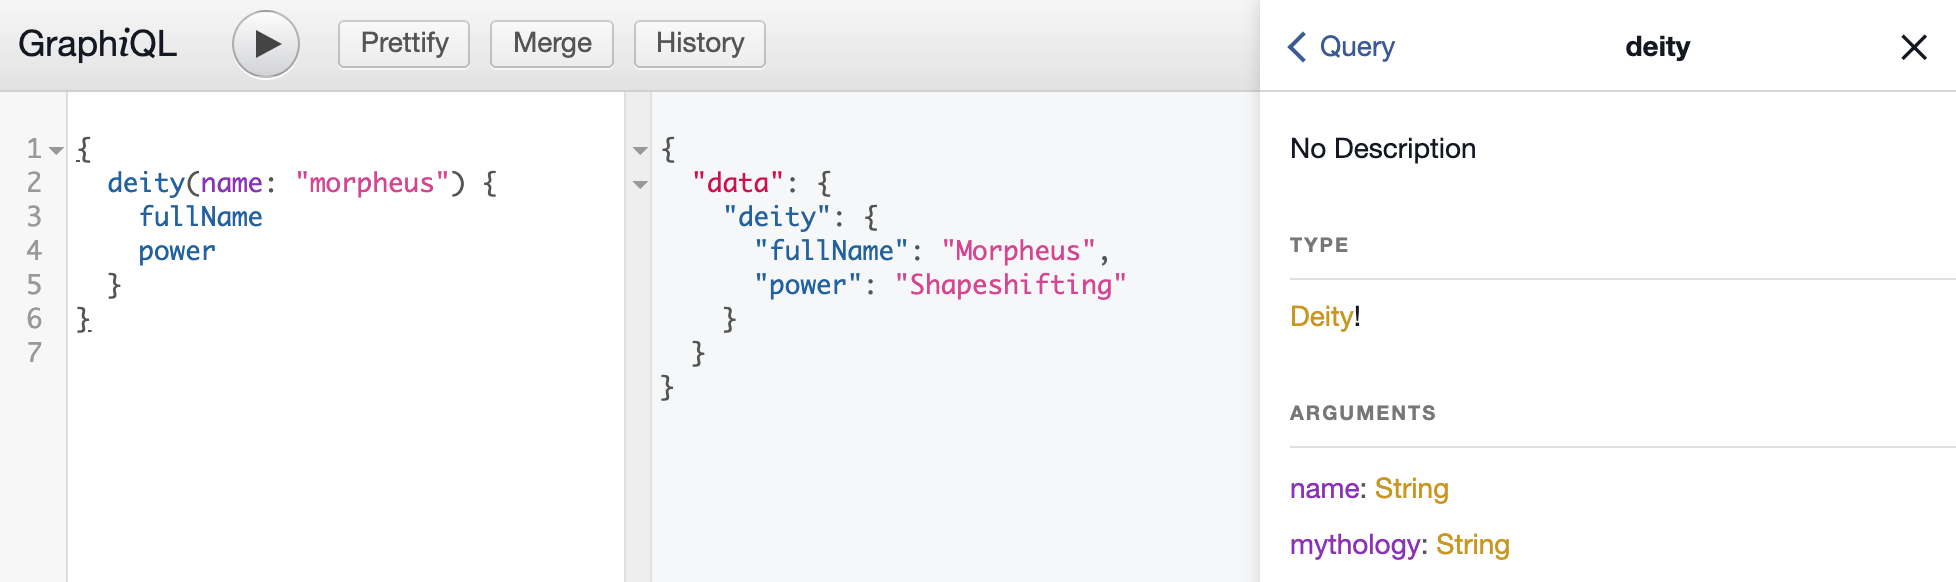 GraphiQL
Prettify
Merge
History
1 {
2   deity(name: "morpheus") {
3     fullName
4     power
5   }
6 }
7
{
  "data": {
    "deity": {
      "fullName": "Morpheus",
      "power": "Shapeshifting"
    }
  }
}
Query
deity
No Description
TYPE
Deity!
ARGUMENTS
name: String
mythology: String